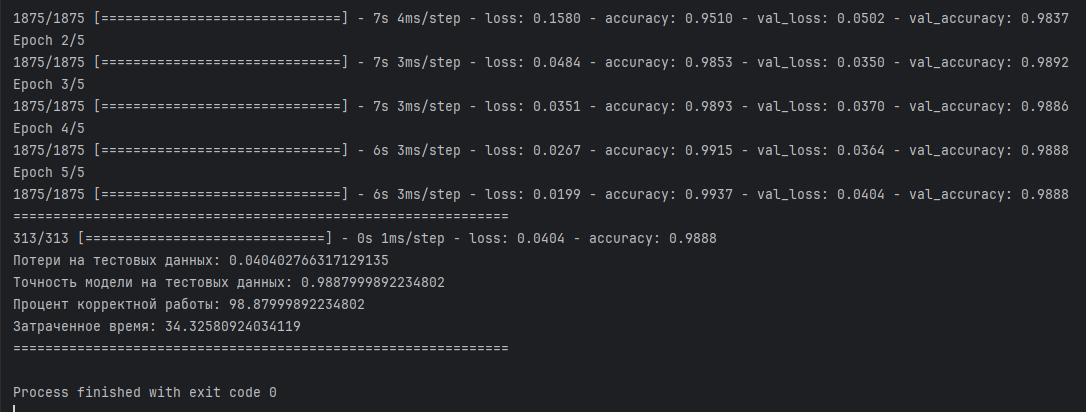 1875/1875 [==============================] - 7s 4ms/step - loss: 0.1580 - accuracy: 0.9510 - val_loss: 0.0502 - val_accuracy: 0.9837
Epoch 2/5
1875/1875 [==============================] - 7s 3ms/step - loss: 0.0484 - accuracy: 0.9853 - val_loss: 0.0350 - val_accuracy: 0.9892
Epoch 3/5
1875/1875 [==============================] - 7s 3ms/step - loss: 0.0351 - accuracy: 0.9893 - val_loss: 0.0370 - val_accuracy: 0.9886
Epoch 4/5
1875/1875 [==============================] - 6s 3ms/step - loss: 0.0267 - accuracy: 0.9915 - val_loss: 0.0364 - val_accuracy: 0.9888
Epoch 5/5
1875/1875 [==============================] - 6s 3ms/step - loss: 0.0199 - accuracy: 0.9937 - val_loss: 0.0404 - val_accuracy: 0.9888
==============================================================
313/313 [==============================] - 0s 1ms/step - loss: 0.0404 - accuracy: 0.9888
Потери на тестовых данных: 0.040402766317129135
Точность модели на тестовых данных: 0.9887999892234802
Процент корректной работы: 98.87999892234802
Затраченное время: 34.32580924034119
==============================================================
Process finished with exit code 0